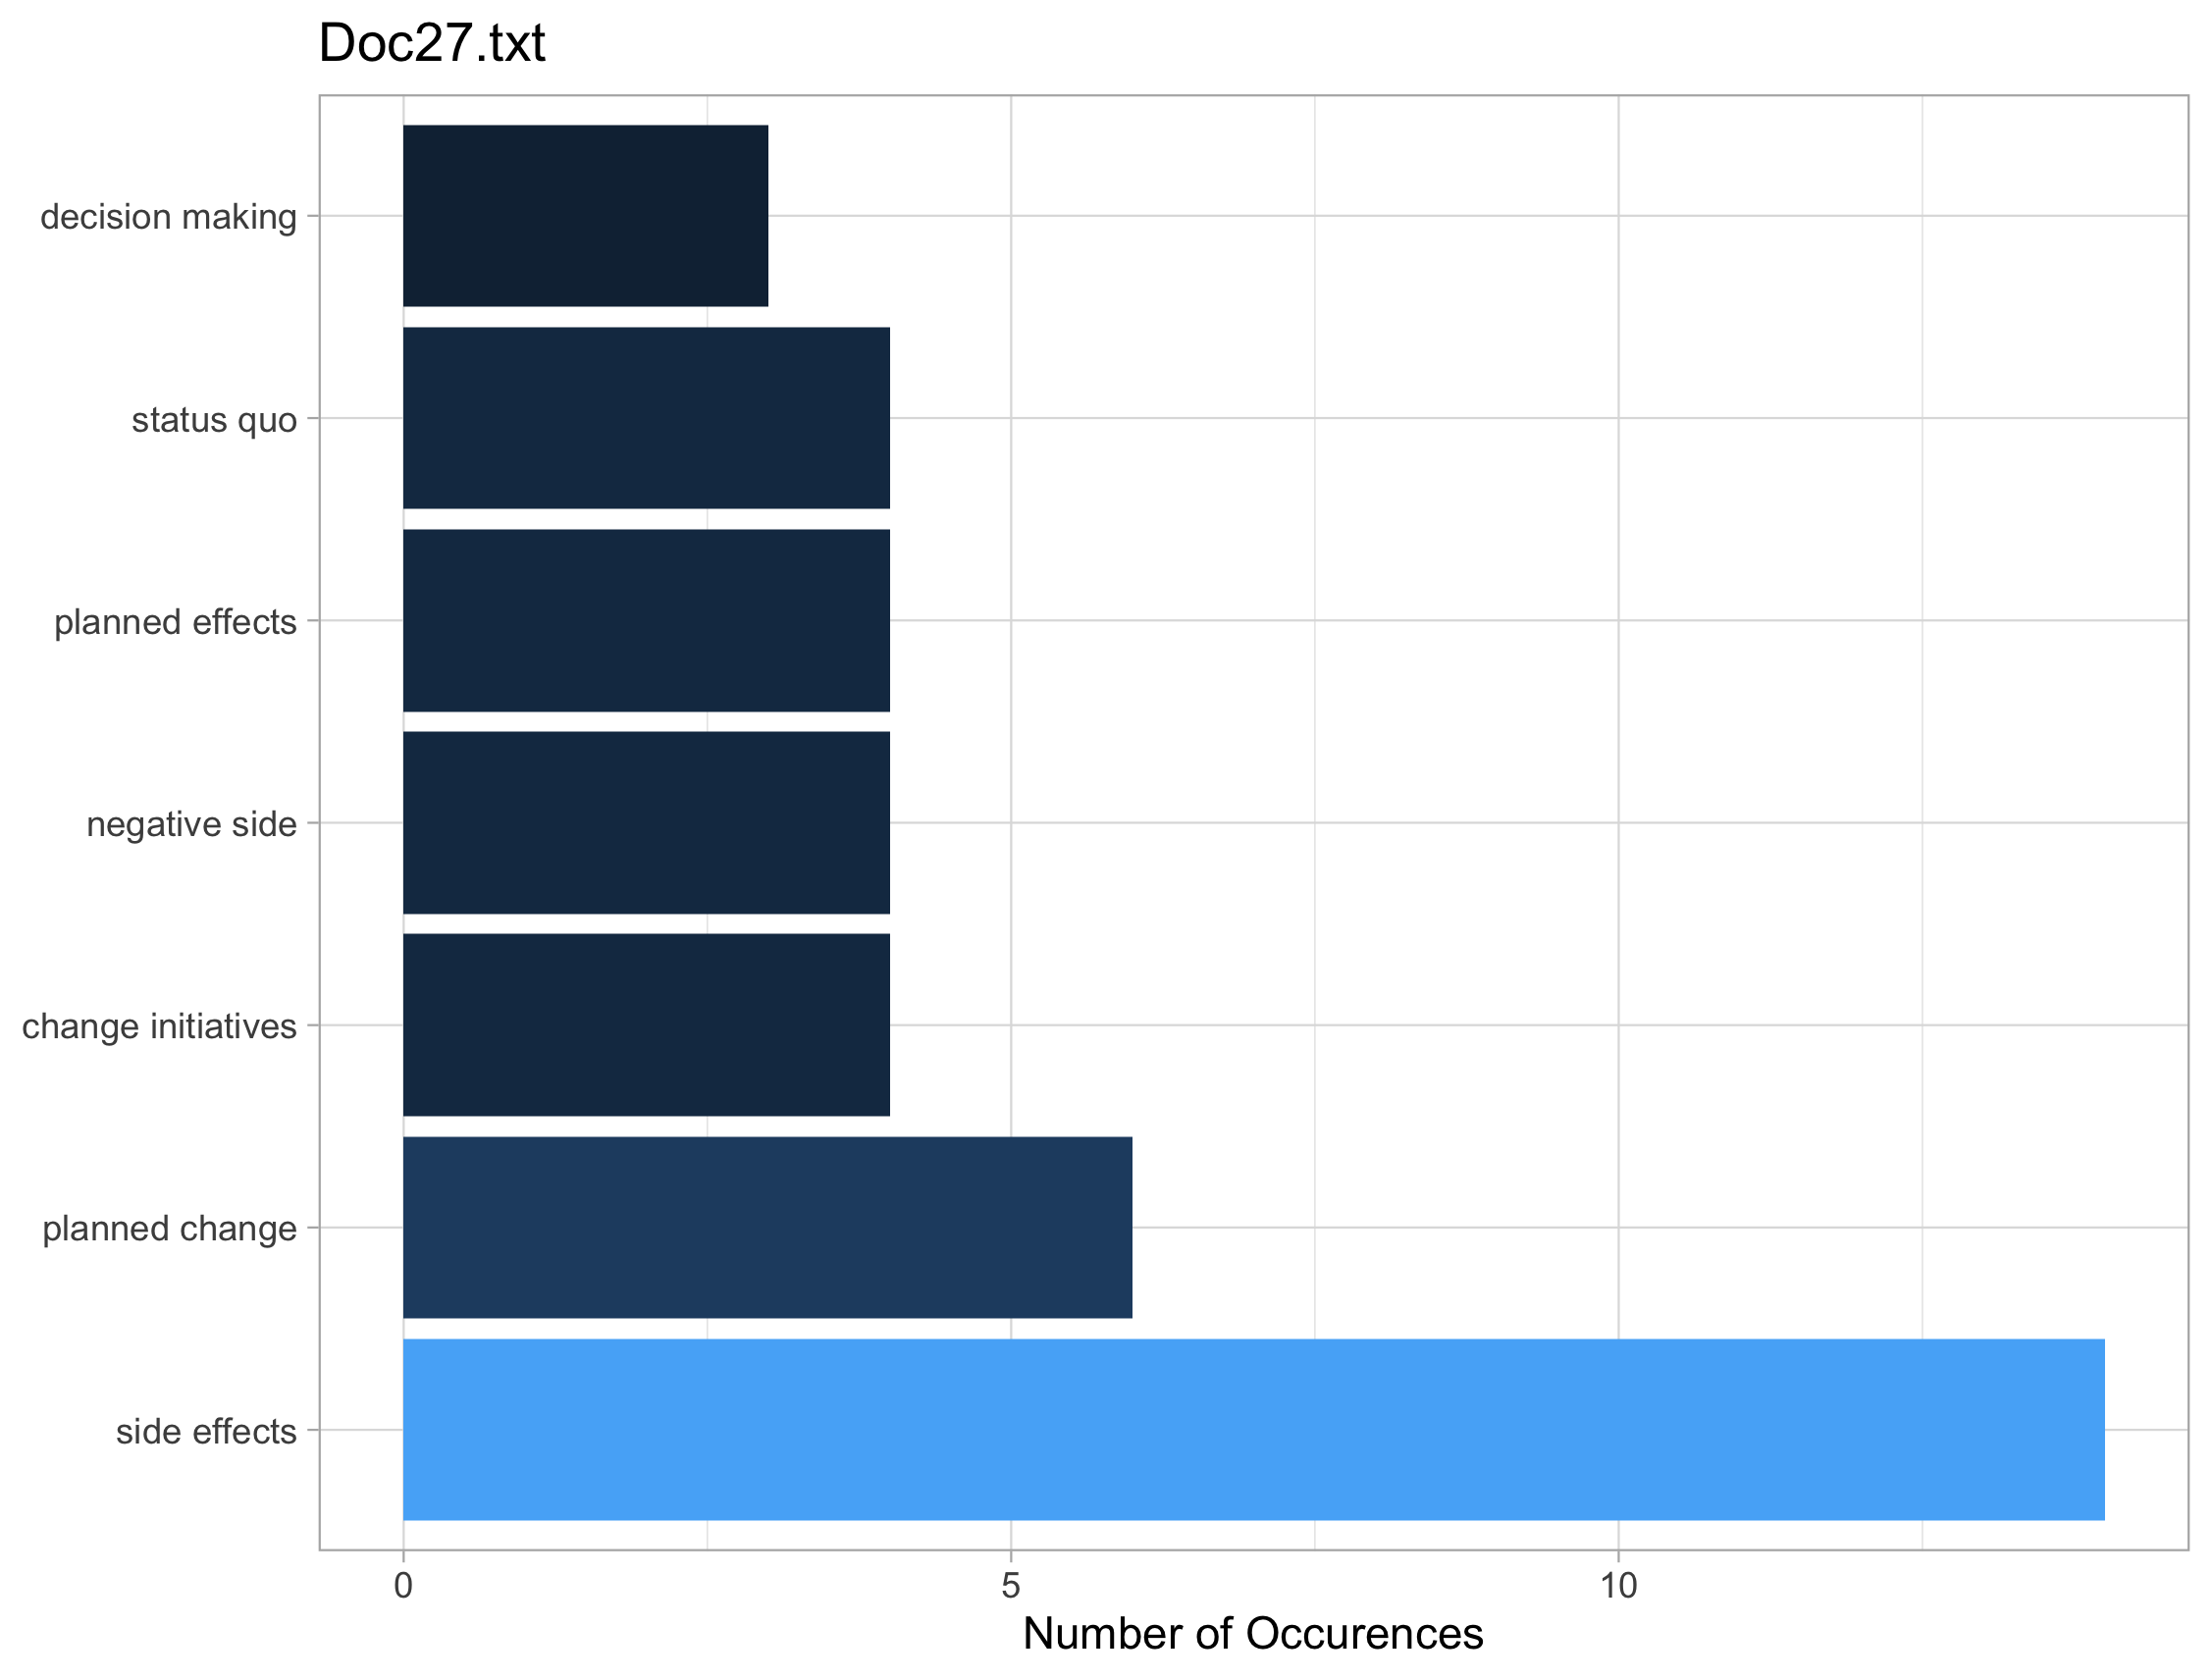 Doc27.txt
decision making
status quo
planned effects
negative side
change initiatives
planned change
side effects
0 5 10
Number of Occurences